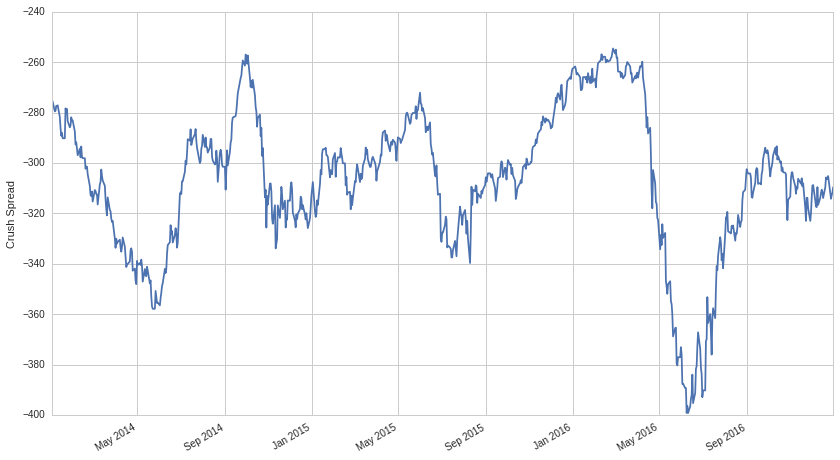 −240
−260
−280
−300
−320
−340
−360
−380
−400
Crush Spread
May 2014
Sep 2014
Jan 2015
May 2015
Sep 2015
Jan 2016
May 2016
Sep 2016